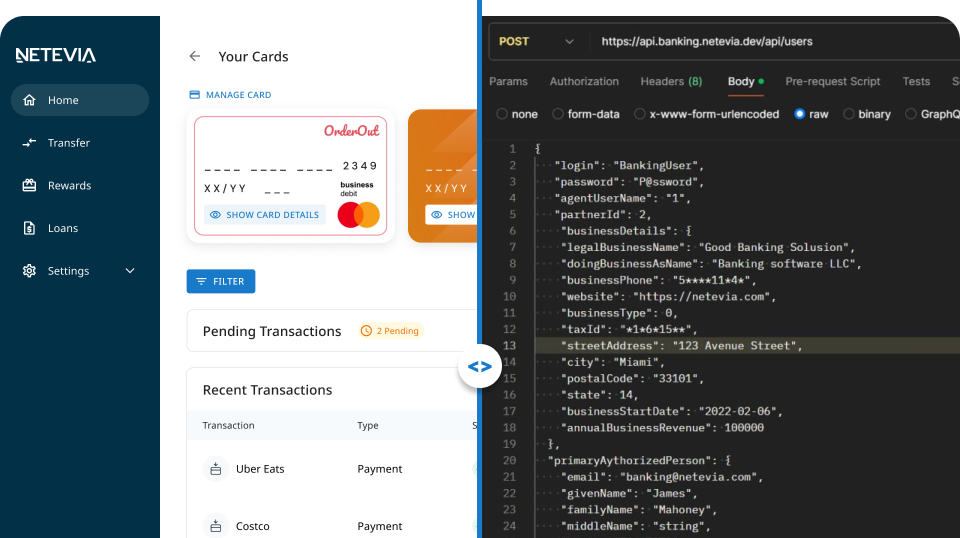 NETEVIA
Home
Transfer
Rewards
Loans
Settings
Your Cards
MANAGE CARD
OrderOut
____ ____ ____ 2349
XX/YY ___
business
debit
SHOW CARD DETAILS
____ ____
XX/YY
SHOW
FILTER
Pending Transactions
2 Pending
Recent Transactions
Transaction Type S
Uber Eats Payment
Costco Payment
<>
POST https://api.banking.netevia.dev/api/users
Params Authorization Headers (8) Body Pre-request Script Tests S
none form-data x-www-form-urlencoded raw binary GraphQ
1 {
2 "login": "BankingUser",
3 "password": "P@ssword",
4 "agentUserName": "1",
5 "partnerId": 2,
6 "businessDetails": {
7 "legalBusinessName": "Good Banking Solusion",
8 "doingBusinessAsName": "Banking software LLC",
9 "businessPhone": "5****11*4*",
10 "website": "https://netevia.com",
11 "businessType": 0,
12 "taxId": "*1*6*15**",
13 "streetAddress": "123 Avenue Street",
14 "city": "Miami",
15 "postalCode": "33101",
16 "state": 14,
17 "businessStartDate": "2022-02-06",
18 "annualBusinessRevenue": 100000
19 },
20 "primaryAythorizedPerson": {
21 "email": "banking@netevia.com",
22 "givenName": "James",
23 "familyName": "Mahoney",
24 "middleName": "string",